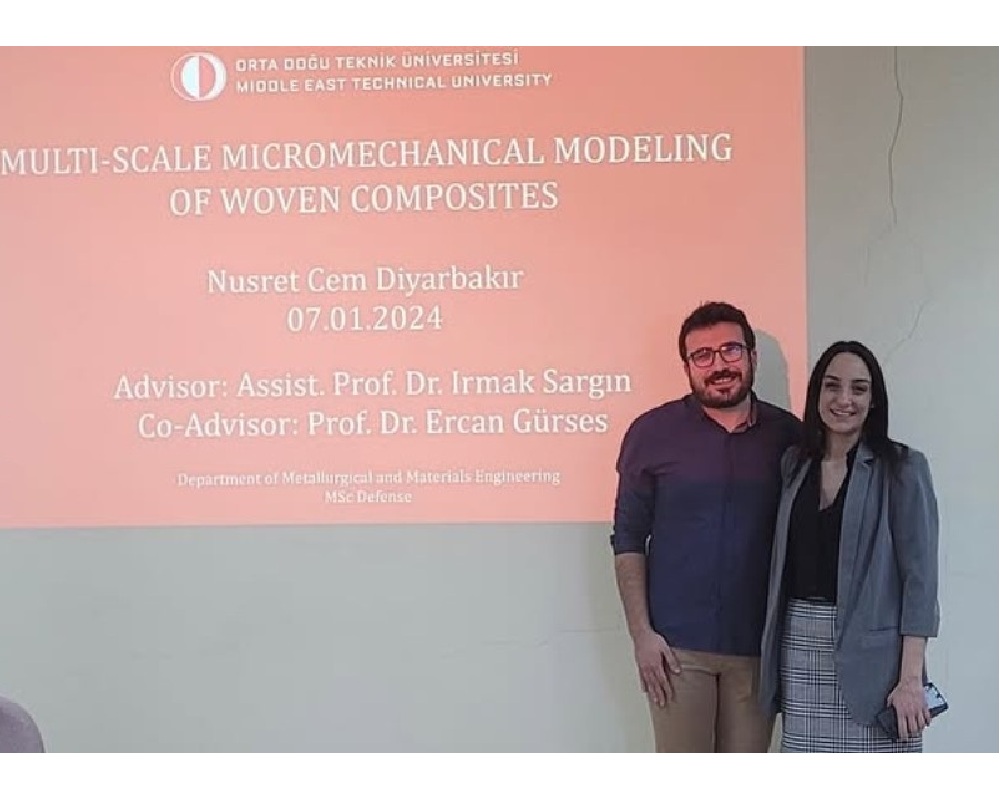 ORTA DOĞU TEKNİK ÜNİVERSİTESİ
MIDDLE EAST TECHNICAL UNIVERSITY
MULTI-SCALE MICROMECHANICAL MODELING
OF WOVEN COMPOSITES
Nusret Cem Diyarbakır
07.01.2024
Advisor: Assist. Prof. Dr. Irmak Sargın
Co-Advisor: Prof. Dr. Ercan Gürses
Department of Metallurgical and Materials Engineering
MSc Defense